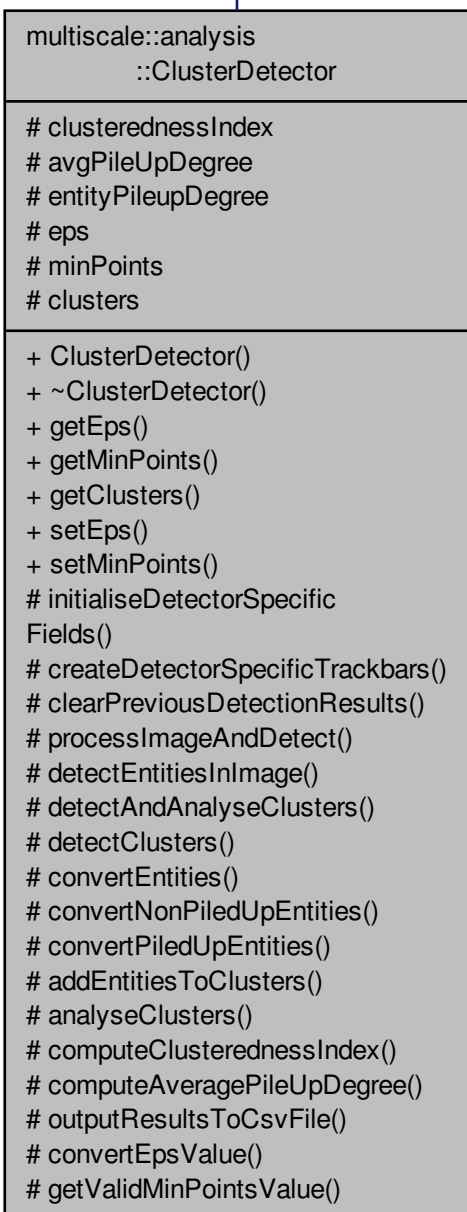 multiscale::analysis
::ClusterDetector
# clusterednessIndex
# avgPileUpDegree
# entityPileupDegree
# eps
# minPoints
# clusters
+ ClusterDetector()
+ ~ClusterDetector()
+ getEps()
+ getMinPoints()
+ getClusters()
+ setEps()
+ setMinPoints()
# initialiseDetectorSpecific
Fields()
# createDetectorSpecificTrackbars()
# clearPreviousDetectionResults()
# processImageAndDetect()
# detectEntitiesInImage()
# detectAndAnalyseClusters()
# detectClusters()
# convertEntities()
# convertNonPiledUpEntities()
# convertPiledUpEntities()
# addEntitiesToClusters()
# analyseClusters()
# computeClusterednessIndex()
# computeAveragePileUpDegree()
# outputResultsToCsvFile()
# convertEpsValue()
# getValidMinPointsValue()